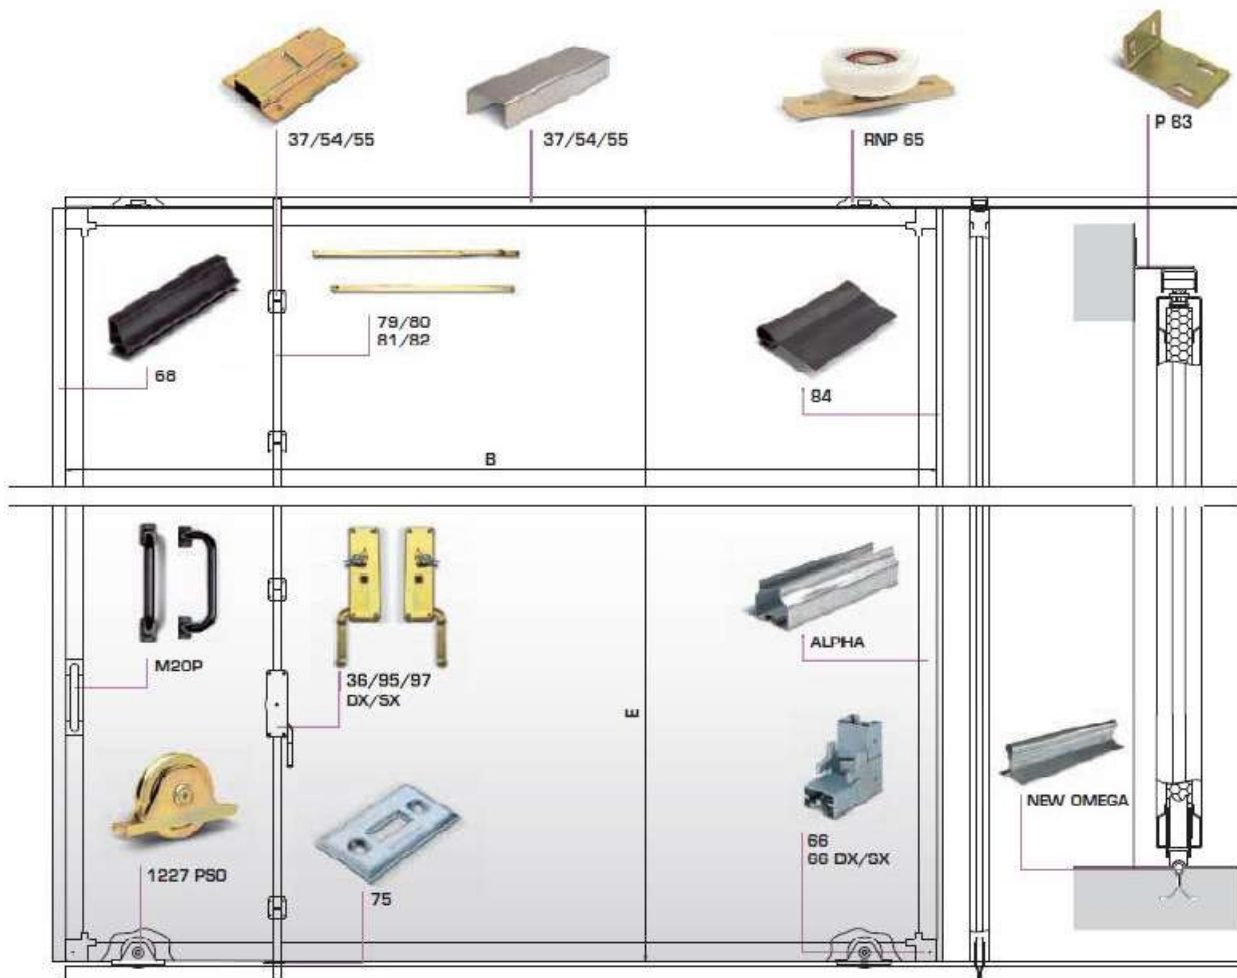 37/54/55
37/54/55
RNP 65
P 63
79/80
81/82
68
84
B
M20P
36/95/97
DX/SX
ALPHA
E
NEW OMEGA
66
66 DX/SX
1227 PSO
75